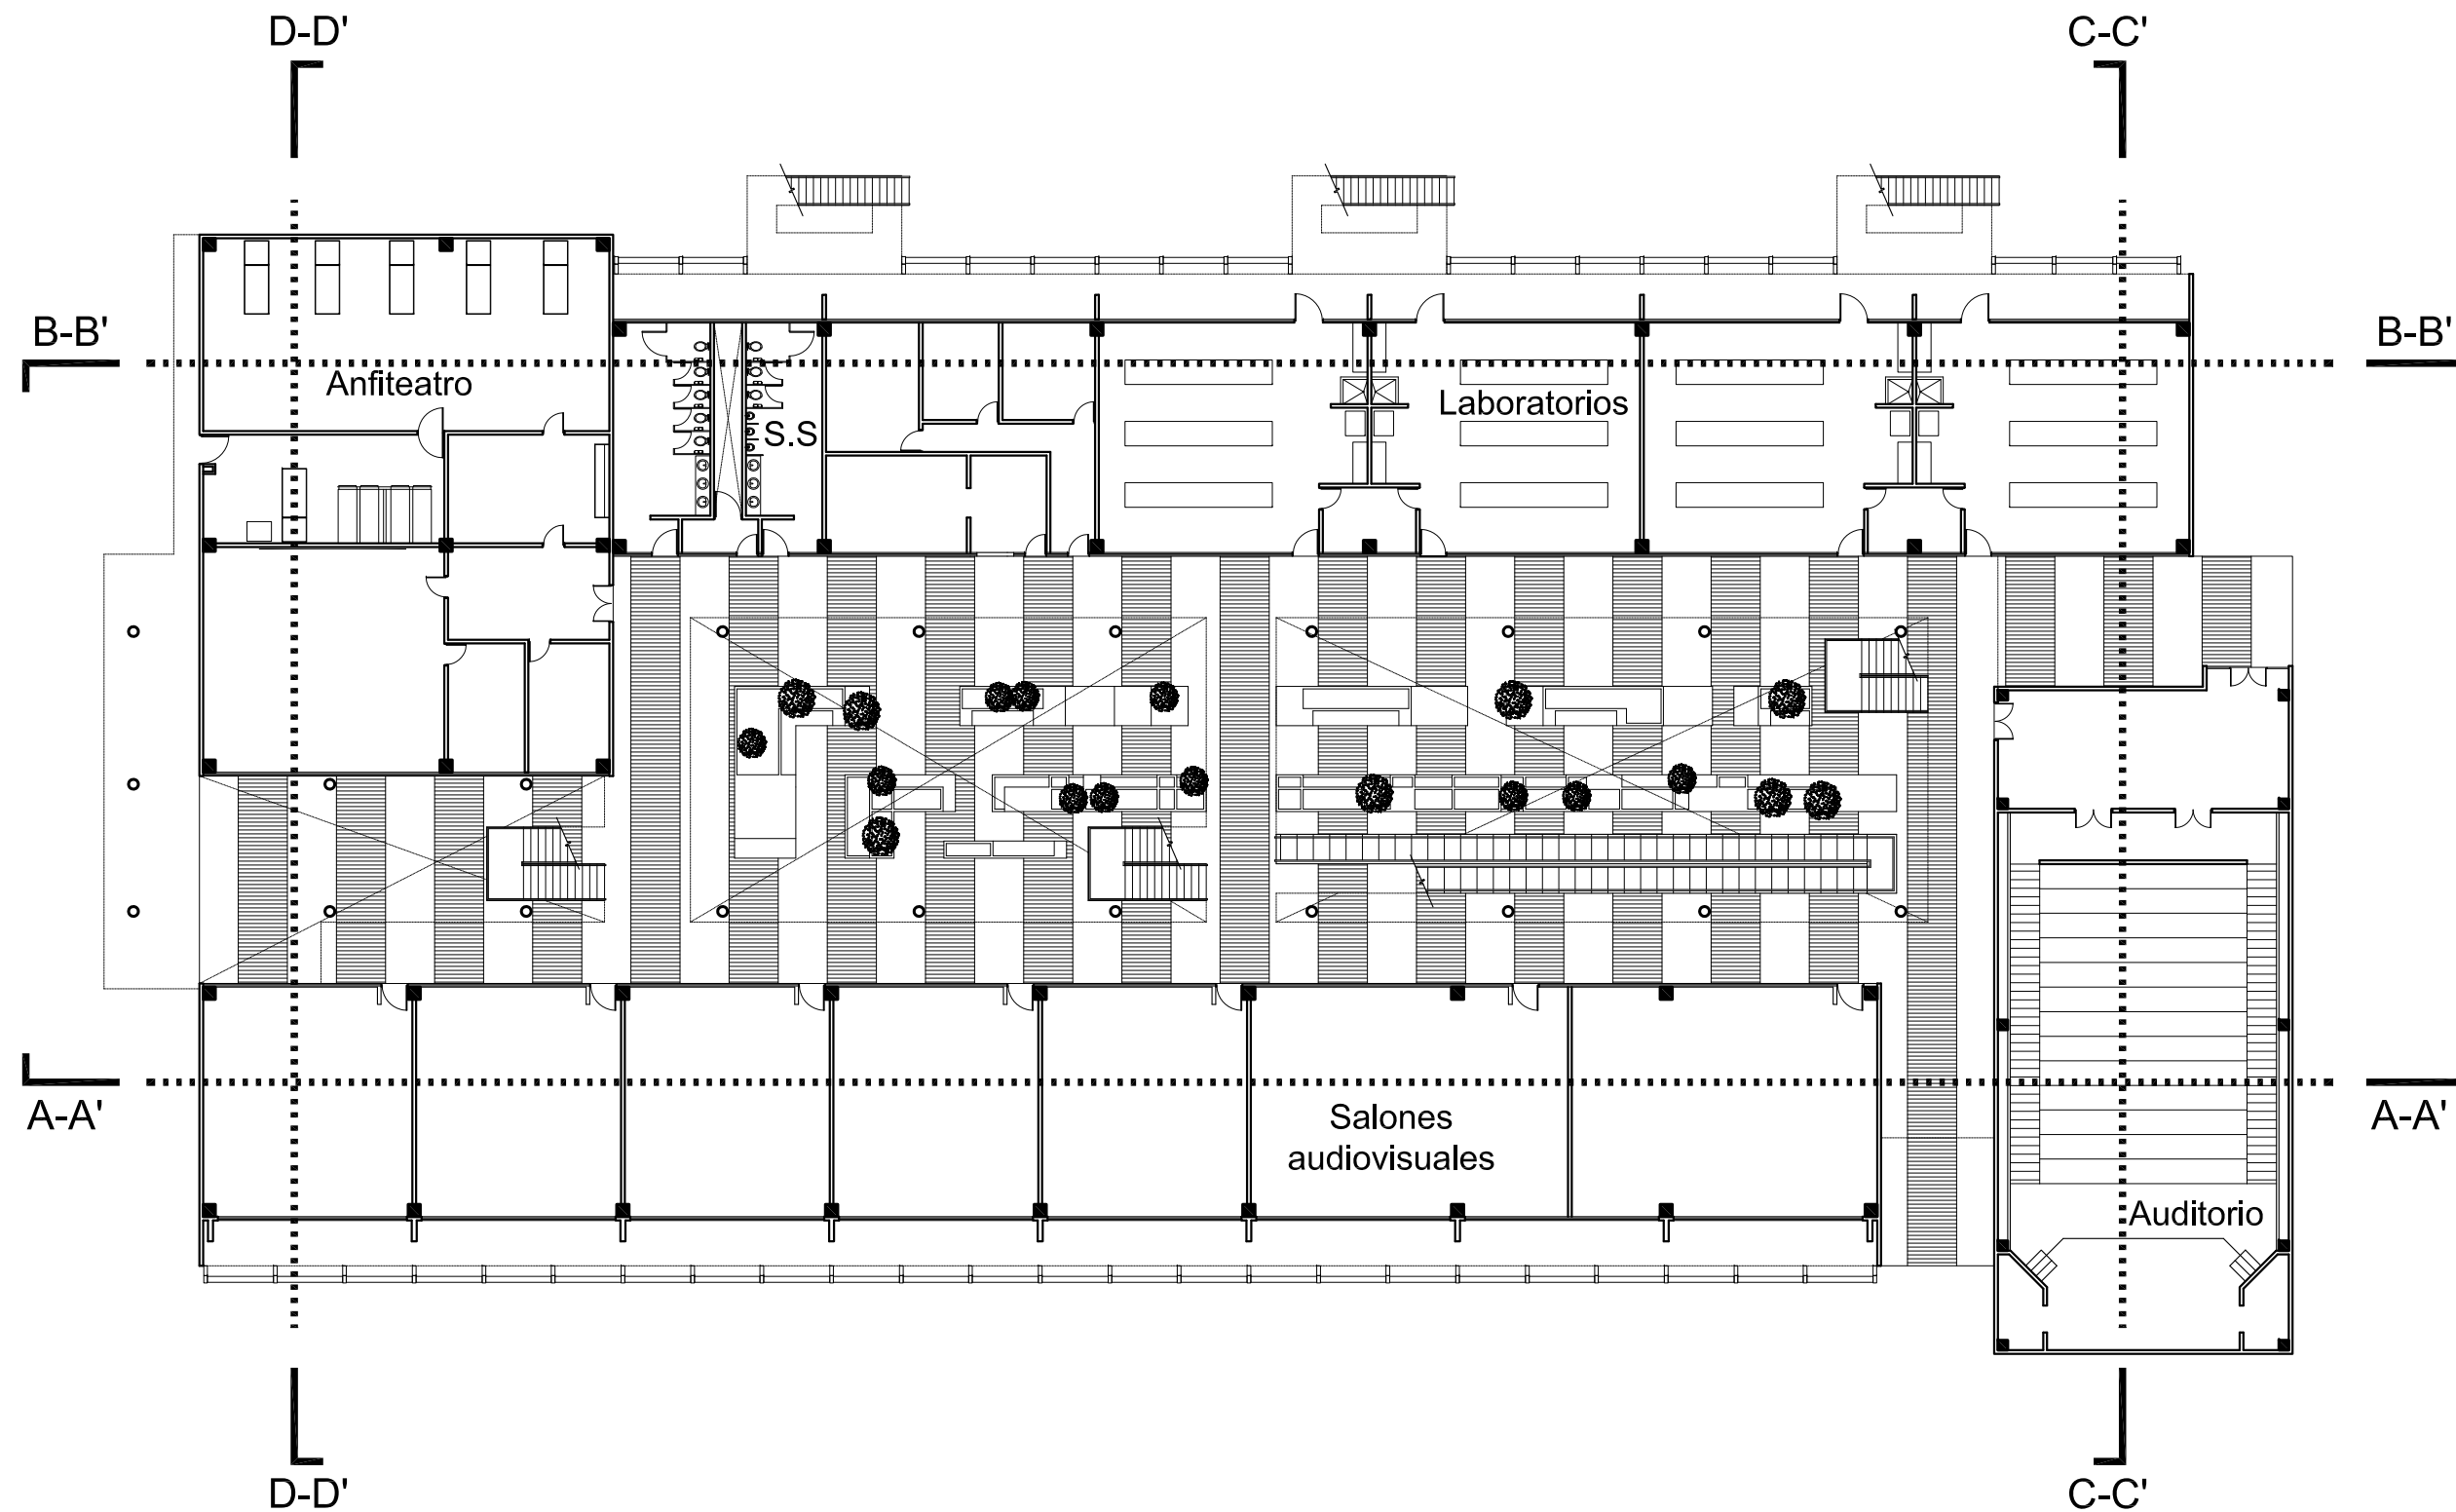 D-D'
C-C'
B-B'
B-B'
Anfiteatro
Laboratorios
S.S
A-A'
A-A'
Salones
audiovisuales
Auditorio
D-D'
C-C'